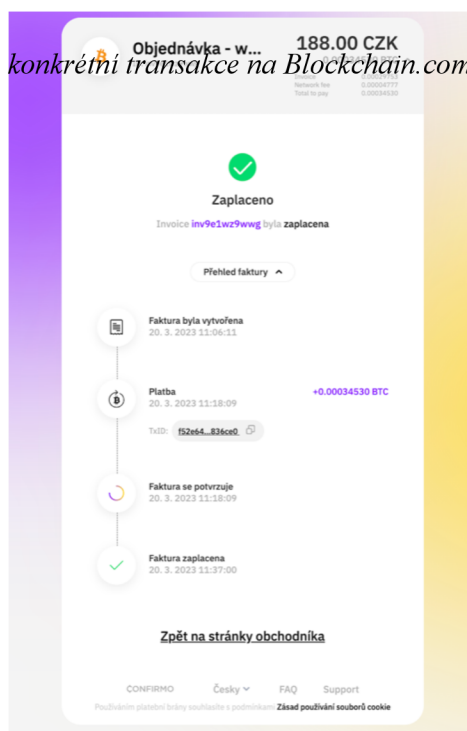 Objednávka - w...
188.00 CZK
konkrétní transakce na Blockchain.com
Invoice 0.00029753
Network fee 0.00004777
Total to pay 0.00034530
Zaplaceno
Invoice inv9e1wz9wwg byla zaplacena
Přehled faktury
Faktura byla vytvořena
20. 3. 2023 11:06:11
Platba +0.00034530 BTC
20. 3. 2023 11:18:09
TxID: f52e64...836ce0
Faktura se potvrzuje
20. 3. 2023 11:18:09
Faktura zaplacena
20. 3. 2023 11:37:00
Zpět na stránky obchodníka
CONFIRMO Česky FAQ Support
Používáním platební brány souhlasíte s podmínkami Zásad používání souborů cookie